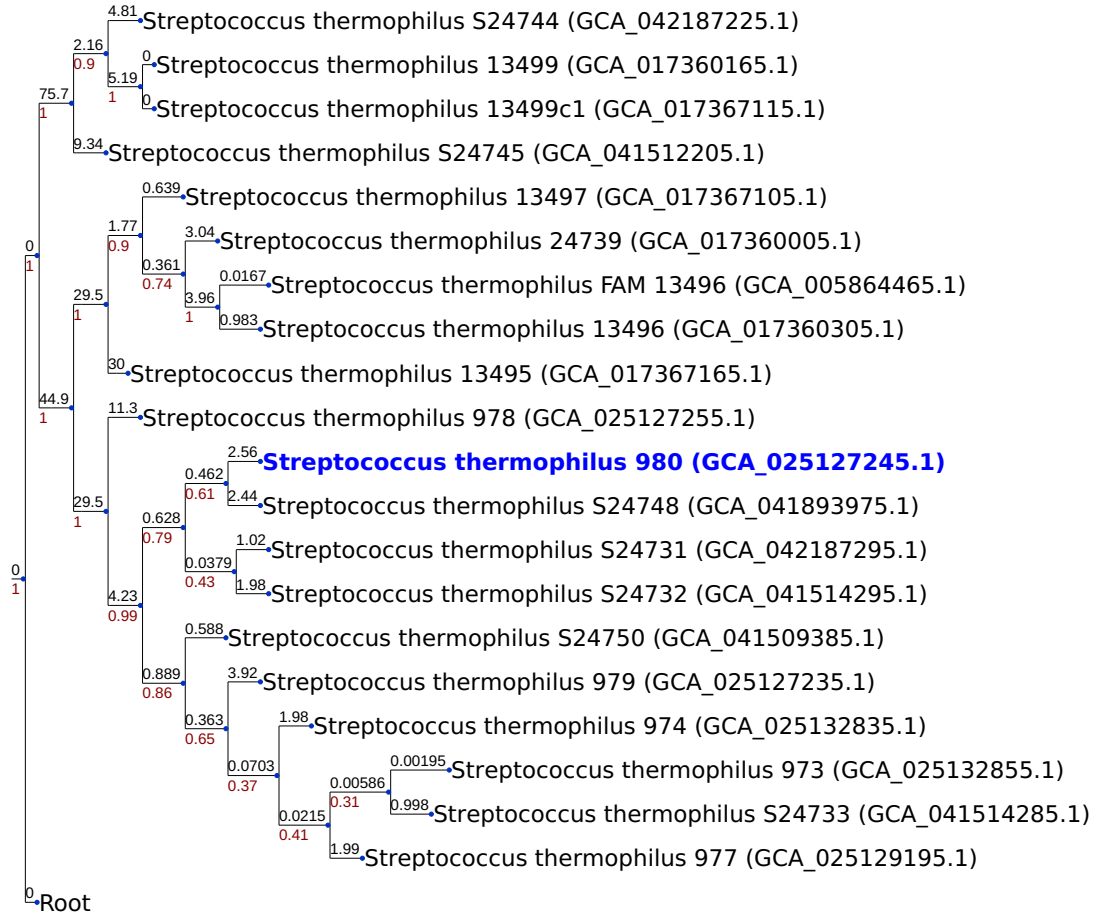 4.81 Streptococcus thermophilus S24744 (GCA_042187225.1)
2.16
0.9
0 Streptococcus thermophilus 13499 (GCA_017360165.1)
5.19
1
75.7
1
0 Streptococcus thermophilus 13499c1 (GCA_017367115.1)
9.34 Streptococcus thermophilus S24745 (GCA_041512205.1)
0.639 Streptococcus thermophilus 13497 (GCA_017367105.1)
1.77
0.9
3.04 Streptococcus thermophilus 24739 (GCA_017360005.1)
0
1
0.361
0.74
0.0167 Streptococcus thermophilus FAM 13496 (GCA_005864465.1)
29.5
1
3.96
1
0.983 Streptococcus thermophilus 13496 (GCA_017360305.1)
30 Streptococcus thermophilus 13495 (GCA_017367165.1)
44.9
1
11.3 Streptococcus thermophilus 978 (GCA_025127255.1)
2.56 Streptococcus thermophilus 980 (GCA_025127245.1)
0.462
0.61
2.44 Streptococcus thermophilus S24748 (GCA_041893975.1)
29.5
1
0.628
0.79
1.02 Streptococcus thermophilus S24731 (GCA_042187295.1)
0.0379
0.43
0
1
1.98 Streptococcus thermophilus S24732 (GCA_041514295.1)
4.23
0.99
0.588 Streptococcus thermophilus S24750 (GCA_041509385.1)
0.889
0.86
3.92 Streptococcus thermophilus 979 (GCA_025127235.1)
0.363
0.65
1.98 Streptococcus thermophilus 974 (GCA_025132835.1)
0.0703
0.37
0.00195 Streptococcus thermophilus 973 (GCA_025132855.1)
0.00586
0.31
0.998 Streptococcus thermophilus S24733 (GCA_041514285.1)
0.0215
0.41
1.99 Streptococcus thermophilus 977 (GCA_025129195.1)
0 Root